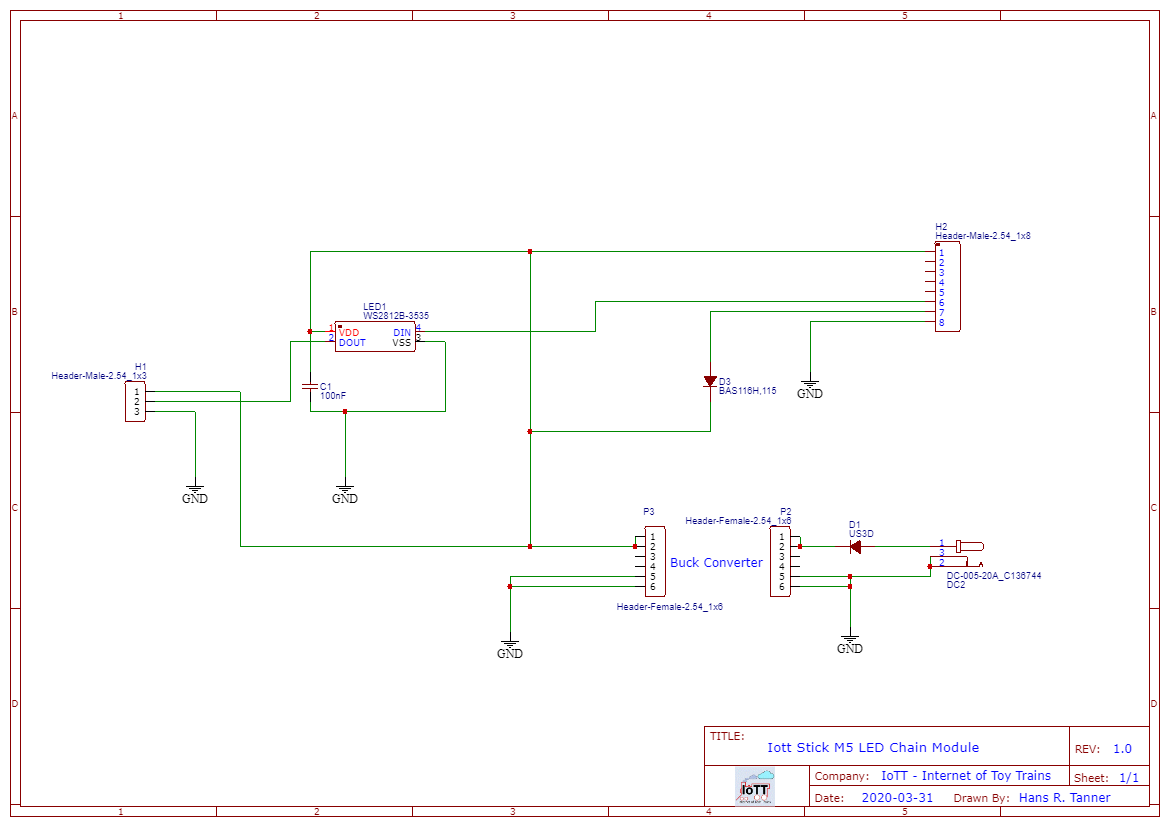 1 2 3 4 5
A A
H2
Header-Male-2.54_1x8
1
2
3
4
5
6
7
8
LED1
WS2812B-3535
B B
1 VDD DIN 4
2 DOUT VSS 3
H1
Header-Male-2.54_1x3
1
2
3
C1
100nF
D3
BAS116H,115
GND
GND
GND
C C
P3
Header-Female-2.54_1x6
1
2
3
4
5
6
Buck Converter
P2
Header-Female-2.54_1x6
1
2
3
4
5
6
D1
US3D
1
3
2
DC-005-20A_C136744
DC2
GND
GND
D D
TITLE:
Iott Stick M5 LED Chain Module
REV: 1.0
IoTT
Company: IoTT - Internet of Toy Trains
Sheet: 1/1
Date: 2020-03-31 Drawn By: Hans R. Tanner
1 2 3 4 5